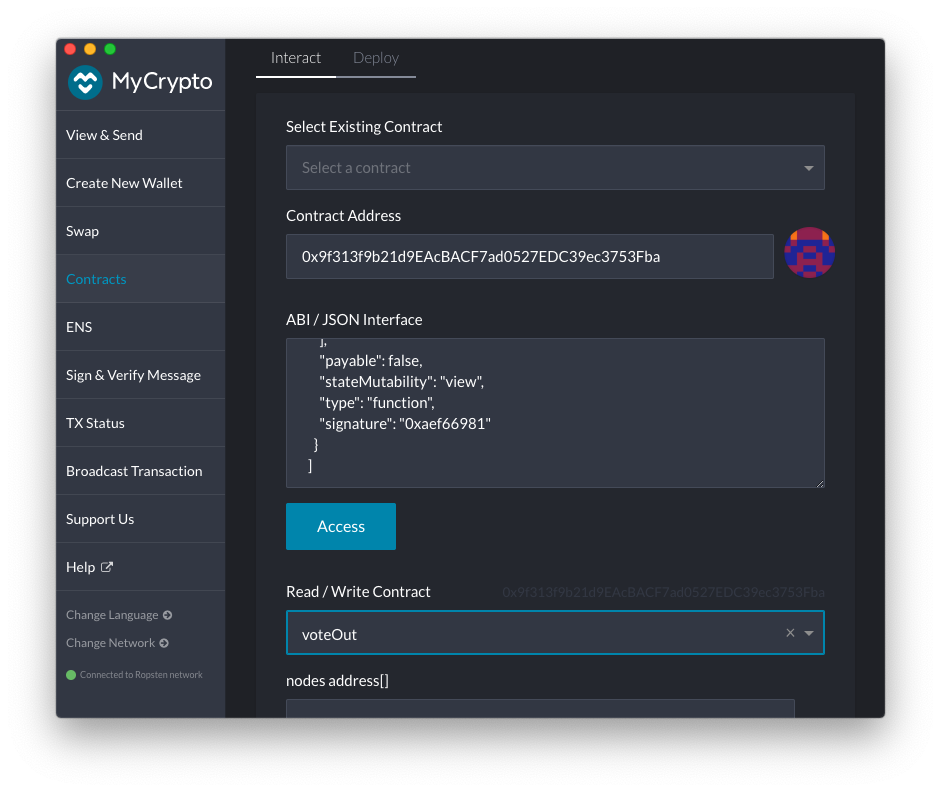 MyCrypto
View & Send
Create New Wallet
Swap
Contracts
ENS
Sign & Verify Message
TX Status
Broadcast Transaction
Support Us
Help
Change Language
Change Network
Connected to Ropsten network
Interact Deploy
Select Existing Contract
Select a contract
Contract Address
0x9f313f9b21d9EAcBACF7ad0527EDC39ec3753Fba
ABI / JSON Interface
],
"payable": false,
"stateMutability": "view",
"type": "function",
"signature": "0xaef66981"
}
]
Access
Read / Write Contract 0x9f313f9b21d9EAcBACF7ad0527EDC39ec3753Fba
voteOut ×
nodes address[]